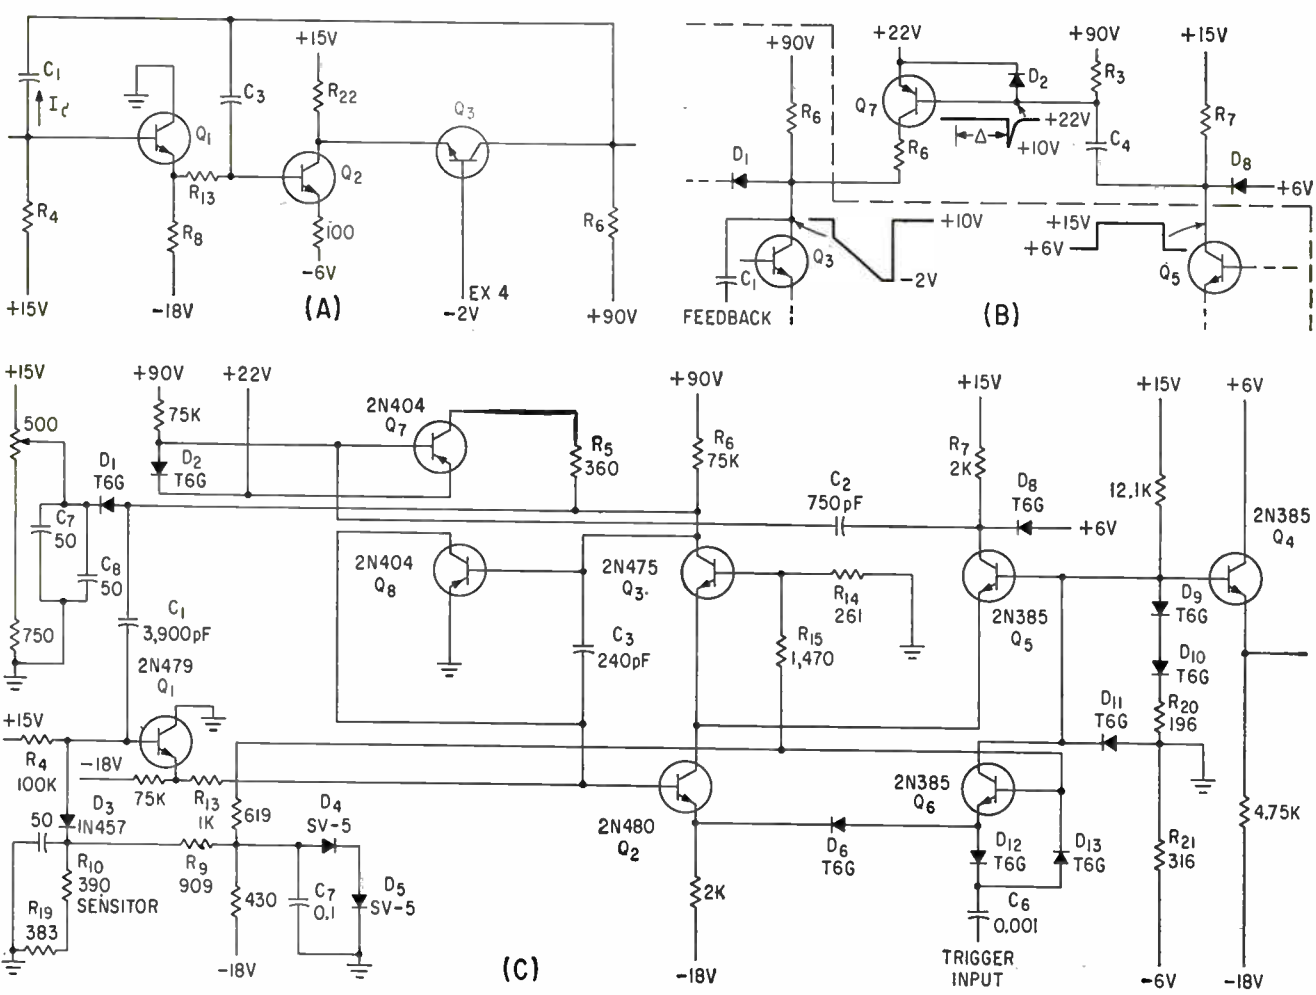 +15V
C1
Id
C3
R22
Q3
Q1
Q2
R13
R4
R8
100
R6
-6V
EX 4
+15V
-18V
(A)
-2V
+90V
+90V
+22V
+90V
+15V
D2
R3
Q7
R6
R7
+22V
Δ
+10V
C4
R6
D1
D8
+6V
+10V
+15V
+6V
Q3
C1
-2V
Q5
FEEDBACK
(B)
+15V
+90V
+22V
+90V
+15V
+15V
+6V
500
75K
2N404
Q7
R5
360
R6
75K
R7
2K
D1
T6G
D2
T6G
C2
750pF
D8
T6G
+6V
12.1K
2N385
Q4
C7
50
C8
50
2N404
Q8
2N475
Q3
R14
261
2N385
Q5
D9
T6G
750
C1
3,900pF
2N479
Q1
C3
240pF
R15
1,470
D10
T6G
D11
T6G
R20
196
+15V
R4
100K
-18V
75K
R13
1K
619
D4
SV-5
2N480
Q2
2N385
Q6
4.75K
50
D3
1N457
D6
T6G
D12
T6G
D13
T6G
R21
316
R10
390
SENSITOR
R9
909
430
C7
0.1
D5
SV-5
2K
C6
0.001
R19
383
-18V
(C)
-18V
TRIGGER
INPUT
-6V
-18V